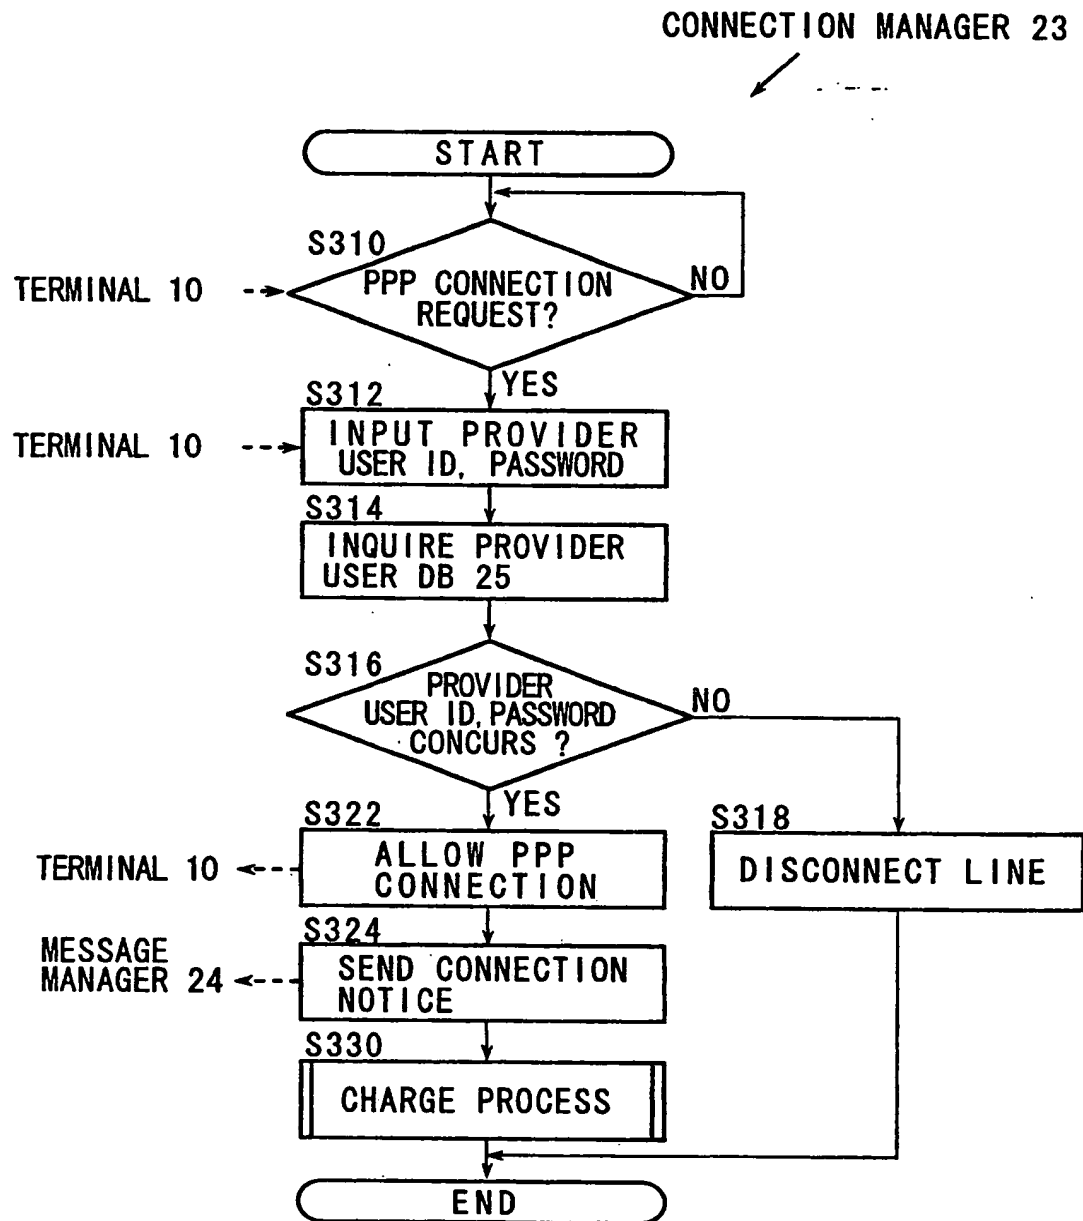 CONNECTION MANAGER 23
START
S310
TERMINAL 10
PPP CONNECTION
REQUEST?
NO
YES
S312
TERMINAL 10
INPUT PROVIDER
USER ID, PASSWORD
S314
INQUIRE PROVIDER
USER DB 25
S316
PROVIDER
USER ID, PASSWORD
CONCURS ?
NO
YES
S322
TERMINAL 10
ALLOW PPP
CONNECTION
S318
DISCONNECT LINE
S324
MESSAGE
MANAGER 24
SEND CONNECTION
NOTICE
S330
CHARGE PROCESS
END